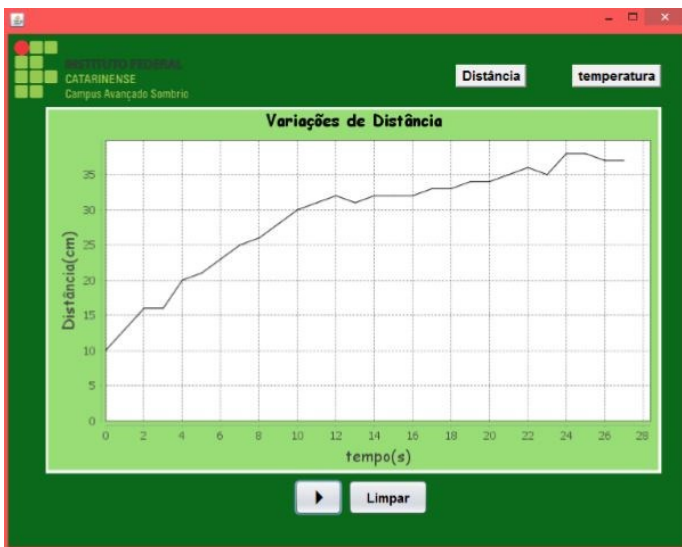 INSTITUTO FEDERAL
CATARINENSE
Campus Avançado Sombrio
Distância
temperatura
Variações de Distância
Distância(cm)
35
30
25
20
15
10
5
0
0 2 4 6 8 10 12 14 16 18 20 22 24 26 28
tempo(s)
Limpar